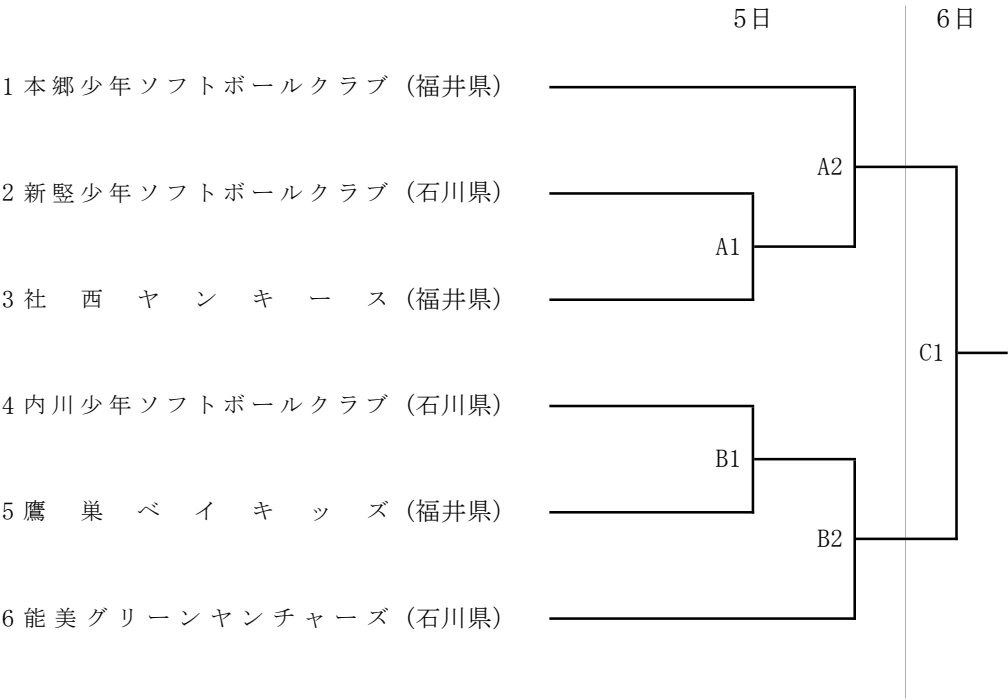 5日 6日
1 本郷少年ソフトボールクラブ (福井県)
A2
2 新竪少年ソフトボールクラブ (石川県)
A1
3 社西ヤンキース (福井県)
C1
4 内川少年ソフトボールクラブ (石川県)
B1
5 鷹巣ベイキッズ (福井県)
B2
6 能美グリーンヤンチャーズ (石川県)